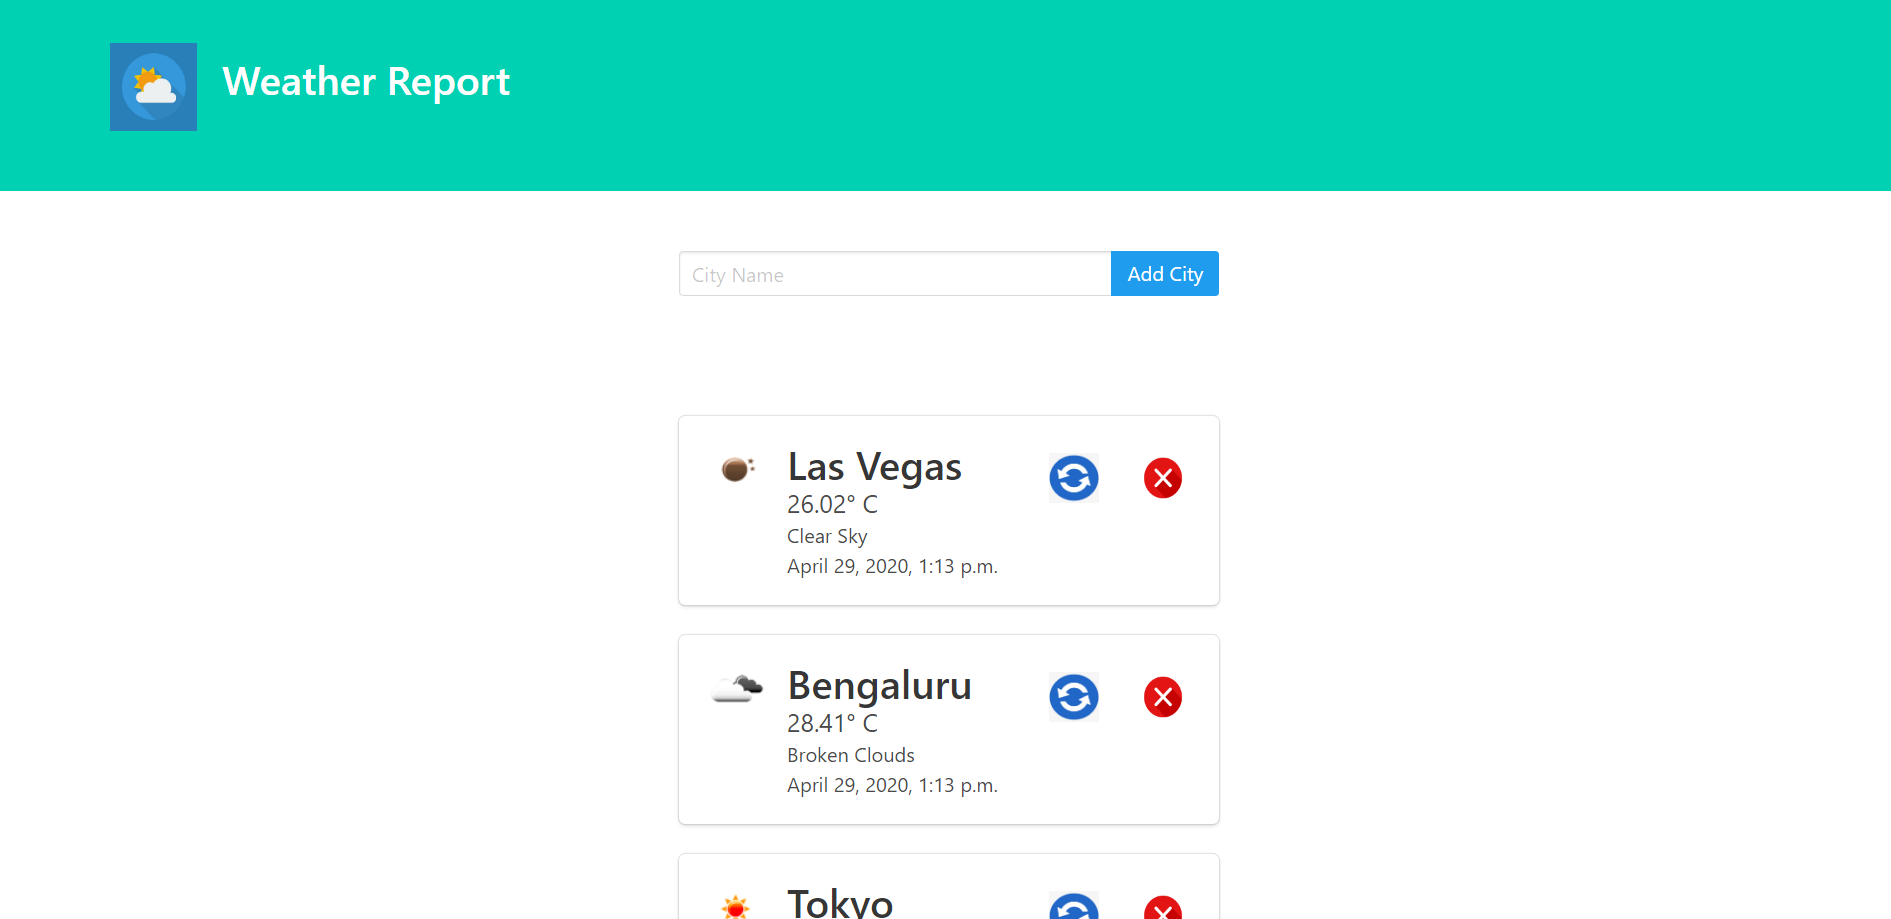 Weather Report
City Name
Add City
Las Vegas
26.02° C
Clear Sky
April 29, 2020, 1:13 p.m.
Bengaluru
28.41° C
Broken Clouds
April 29, 2020, 1:13 p.m.
Tokyo